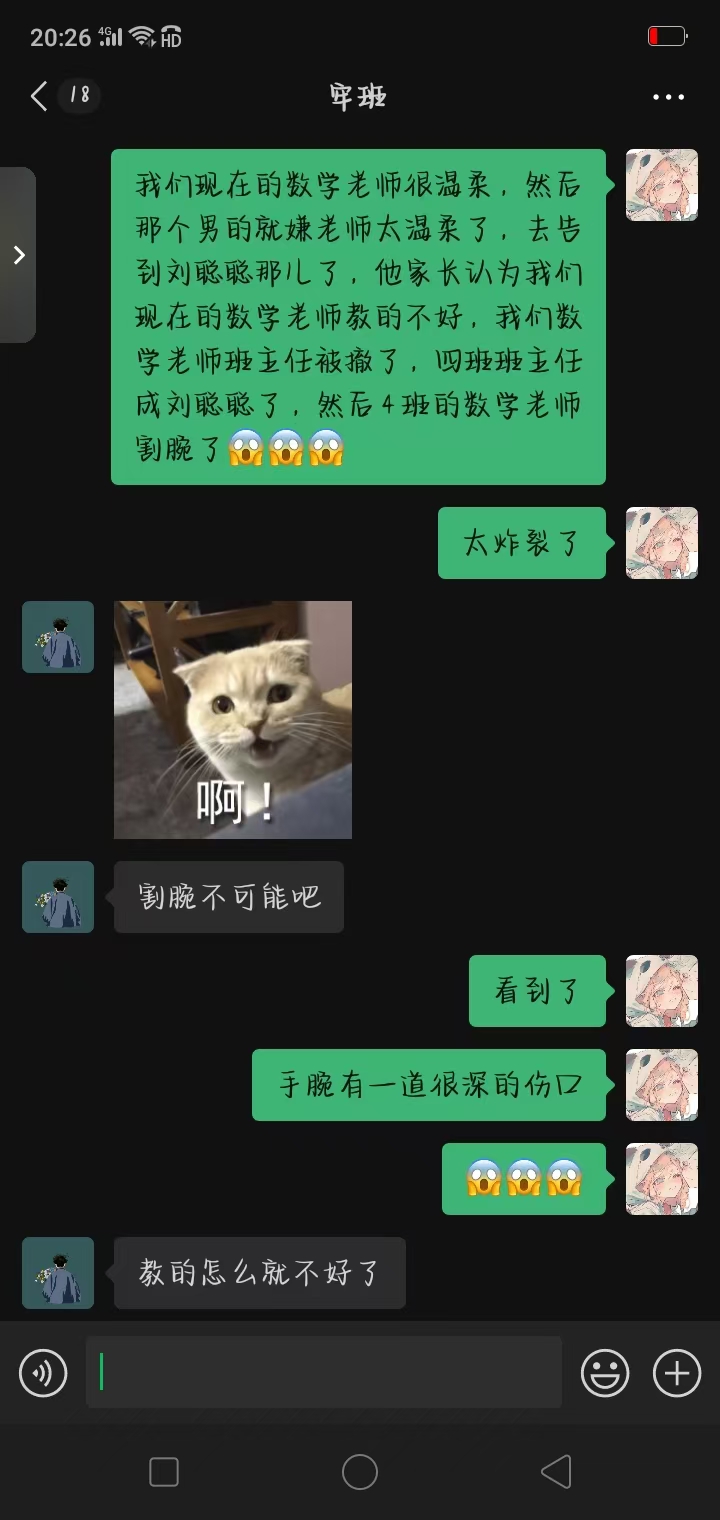 20:26 4G HD
18 牢班
我们现在的数学老师很温柔，然后
那个男的就嫌老师太温柔了，去告
到刘聪聪那儿了，他家长认为我们
现在的数学老师教的不好，我们数
学老师班主任被撤了，四班班主任
成刘聪聪了，然后4班的数学老师
割腕了😱😱😱
太炸裂了
啊！
割腕不可能吧
看到了
手腕有一道很深的伤口
😱😱😱
教的怎么就不好了